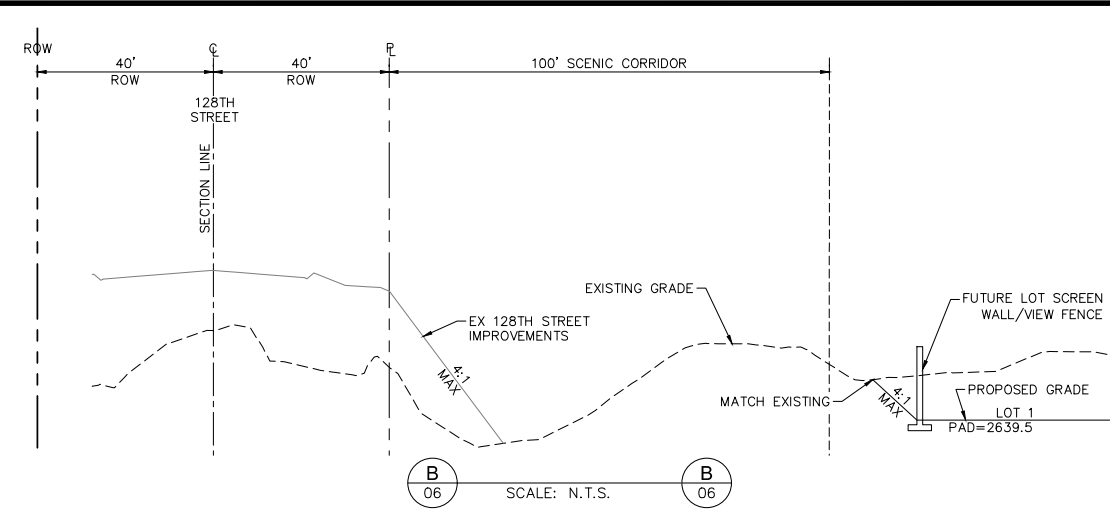 ROW
℄
PL
40'
ROW
40'
ROW
100' SCENIC CORRIDOR
128TH
STREET
SECTION LINE
EXISTING GRADE
EX 128TH STREET
IMPROVEMENTS
4:1
MAX
FUTURE LOT SCREEN
WALL/VIEW FENCE
MATCH EXISTING
4:1
MAX
PROPOSED GRADE
LOT 1
PAD=2639.5
B
06
SCALE: N.T.S.
B
06